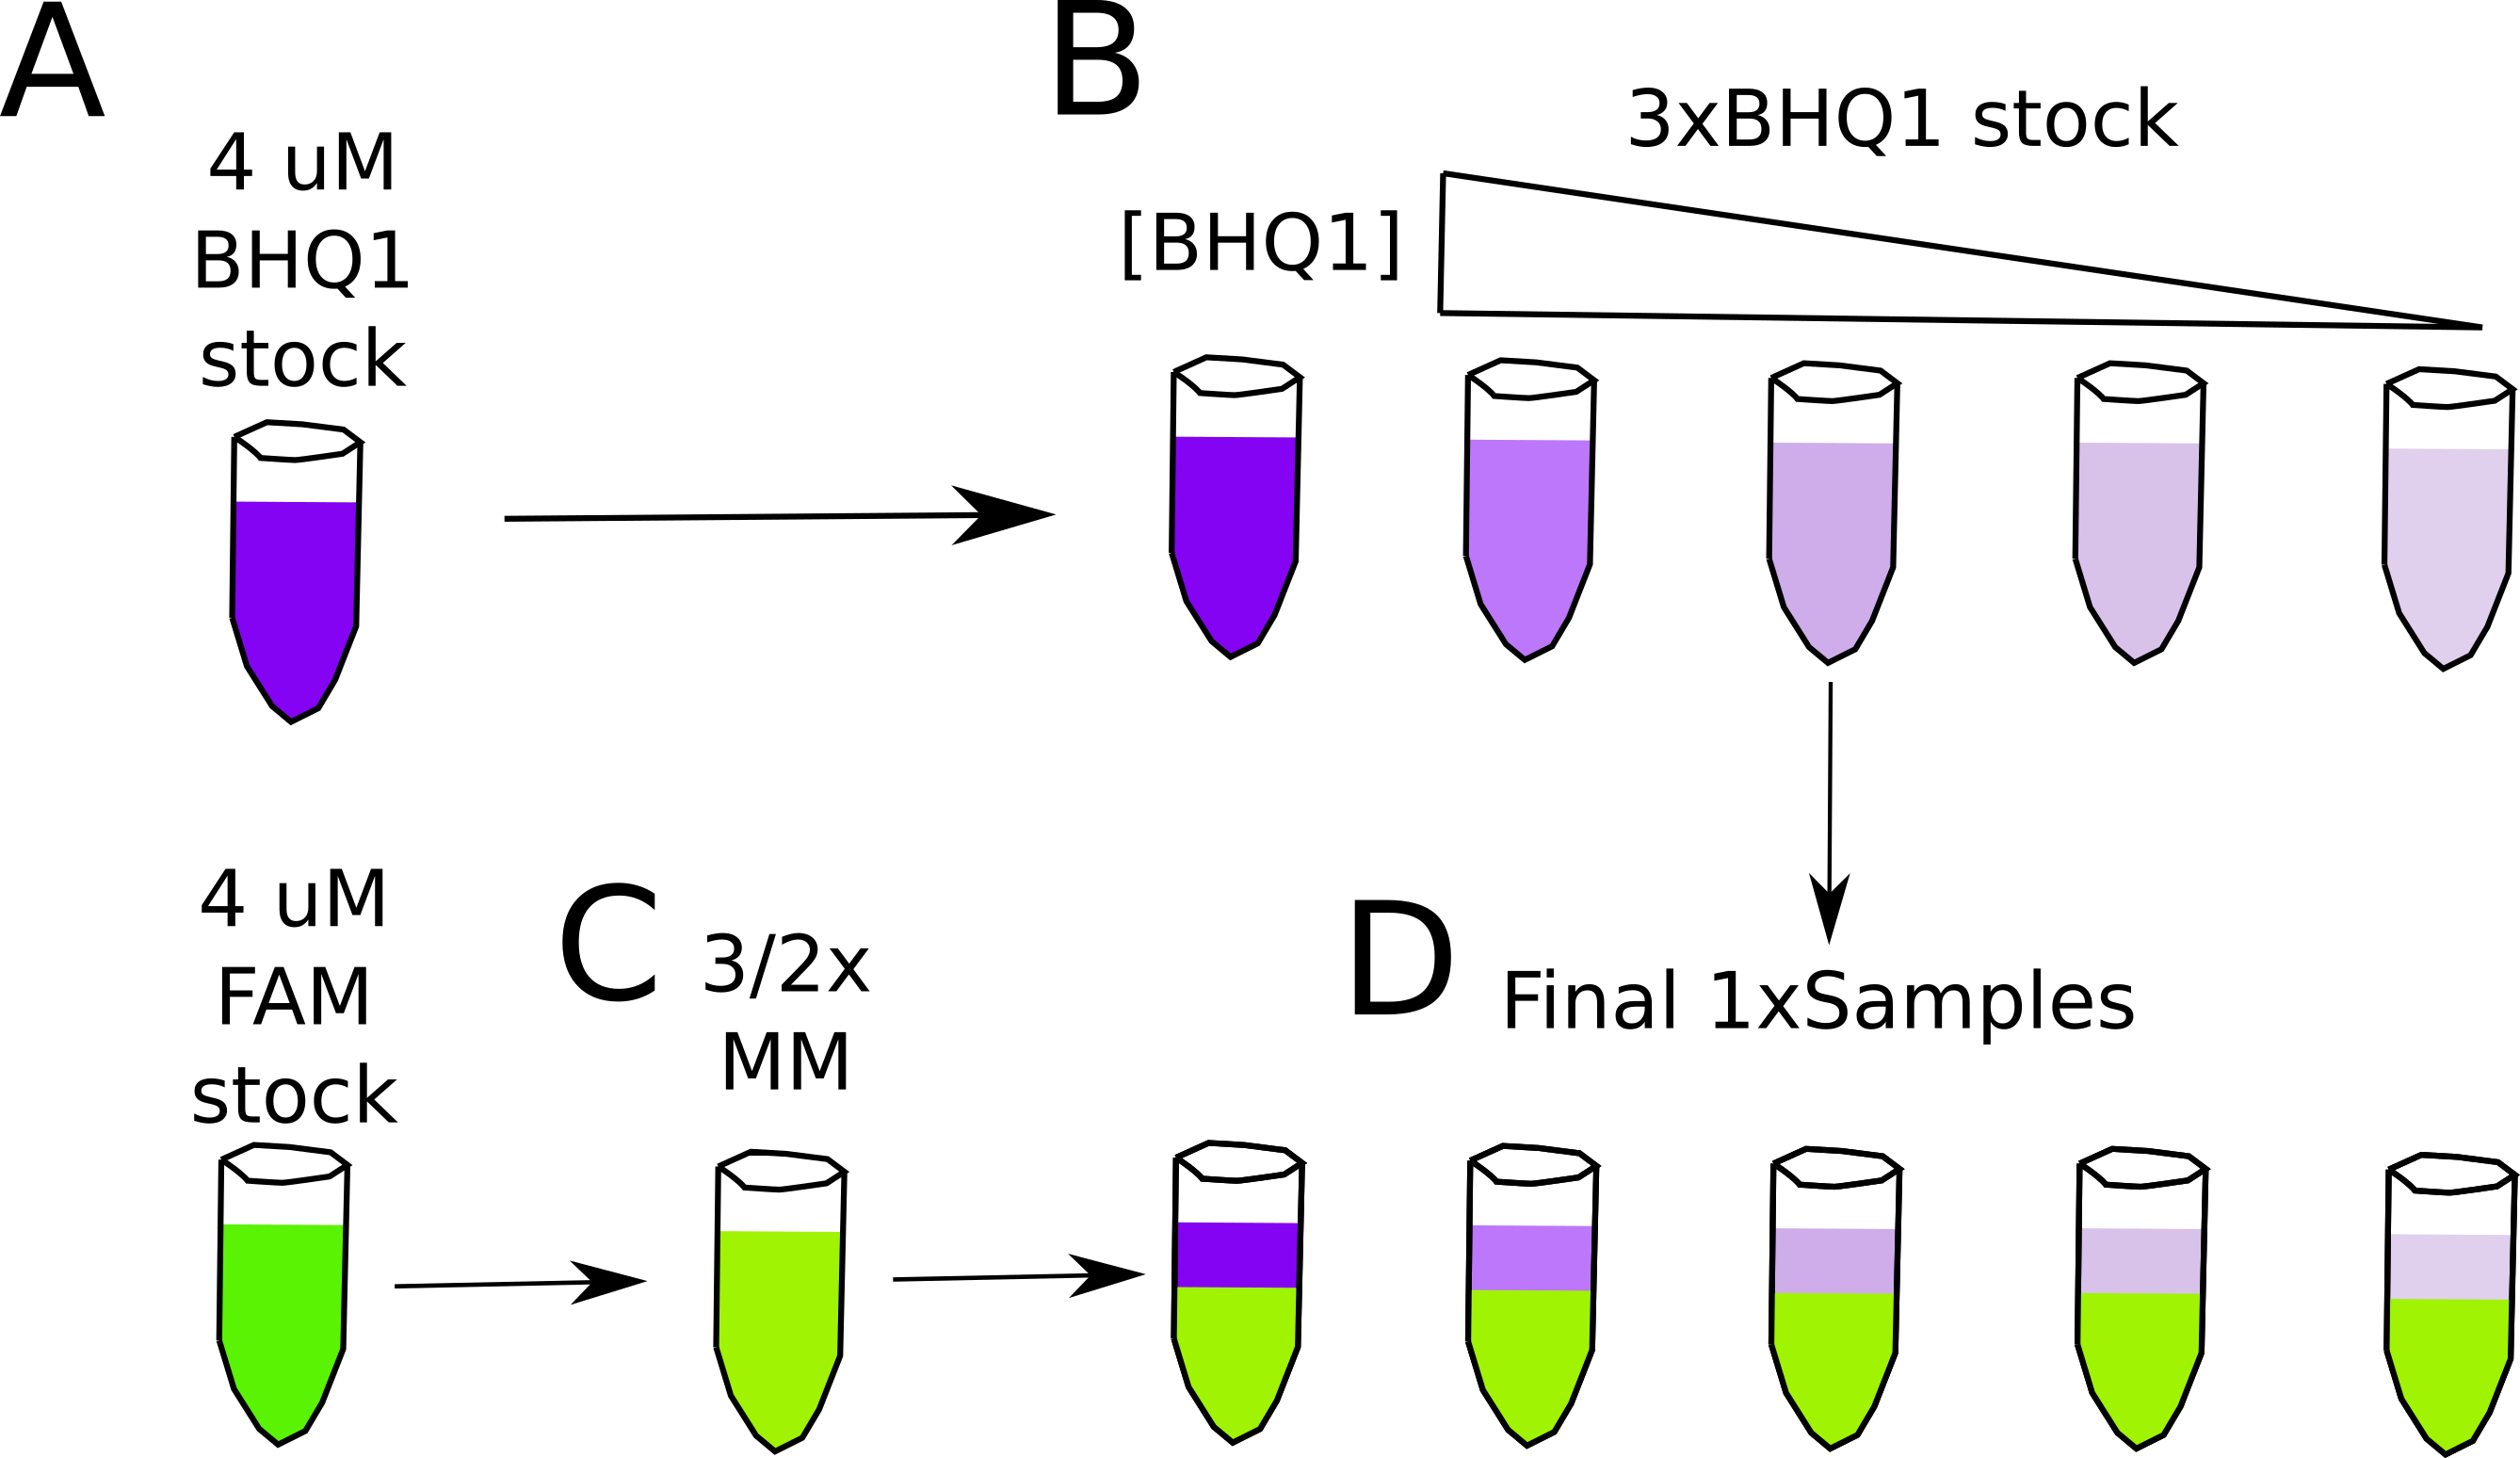 A
4 uM
BHQ1
stock
B
3xBHQ1 stock
[BHQ1]
4 uM
FAM
stock
C
3/2x
MM
D
Final 1xSamples